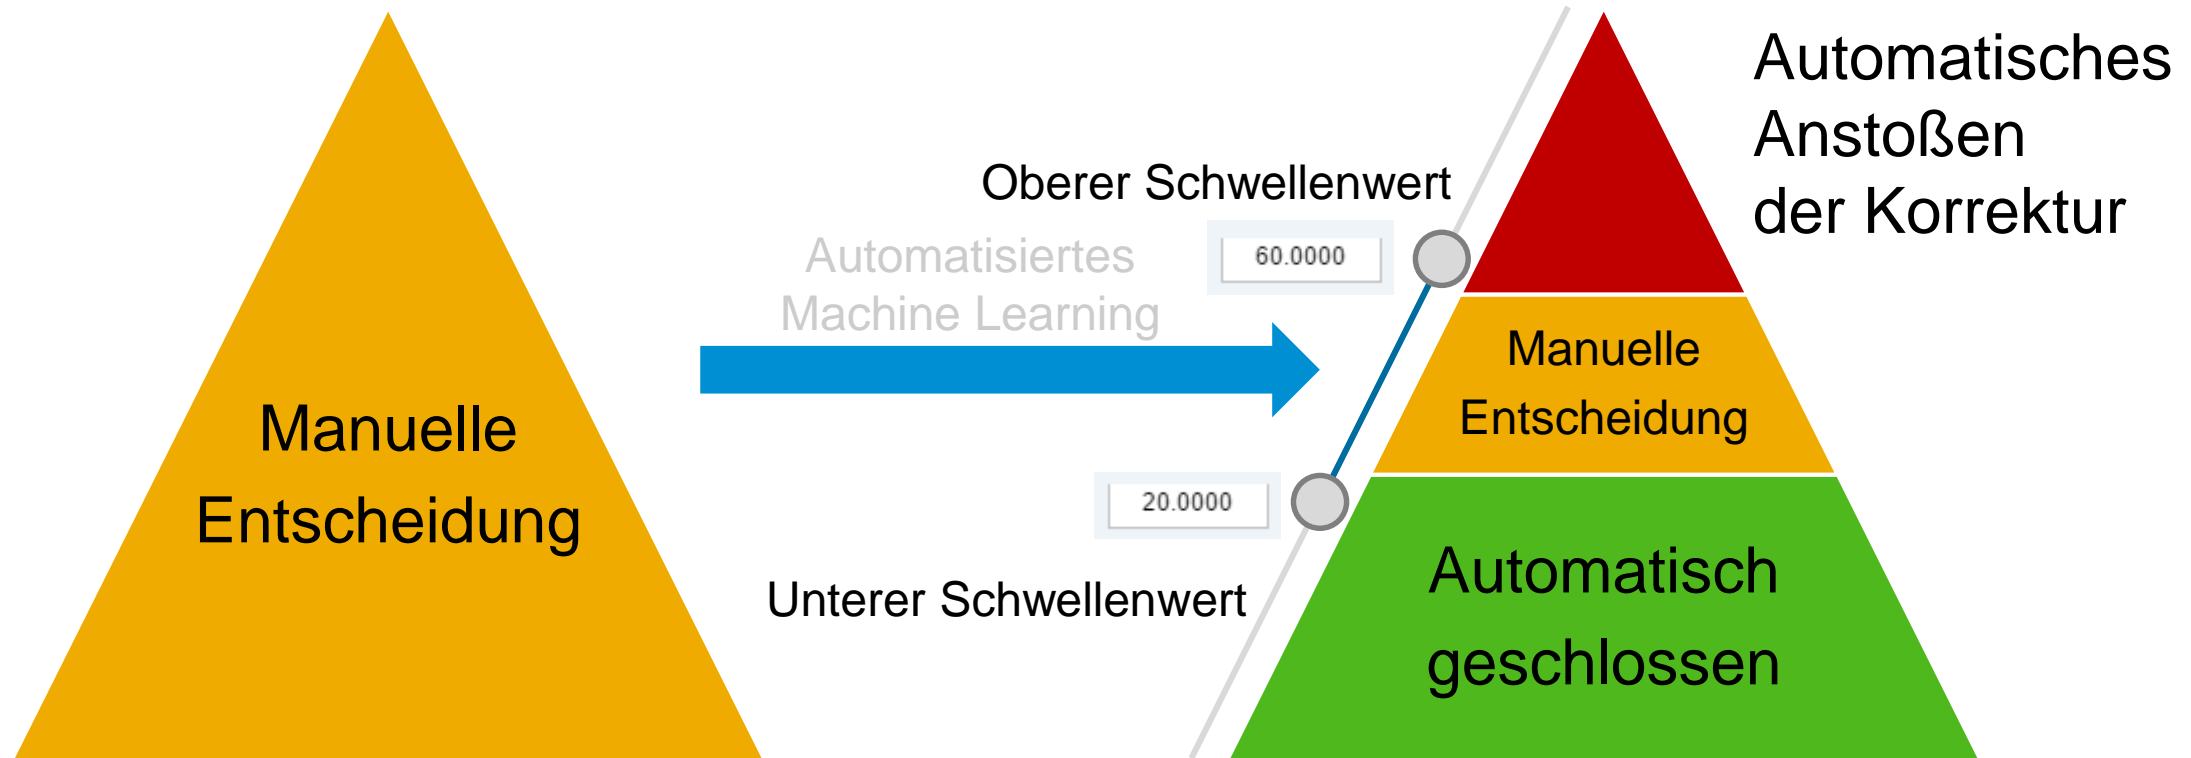 Manuelle
Entscheidung
Automatisiertes
Machine Learning
Oberer Schwellenwert
60.0000
20.0000
Unterer Schwellenwert
Automatisches
Anstoßen
der Korrektur
Manuelle
Entscheidung
Automatisch
geschlossen